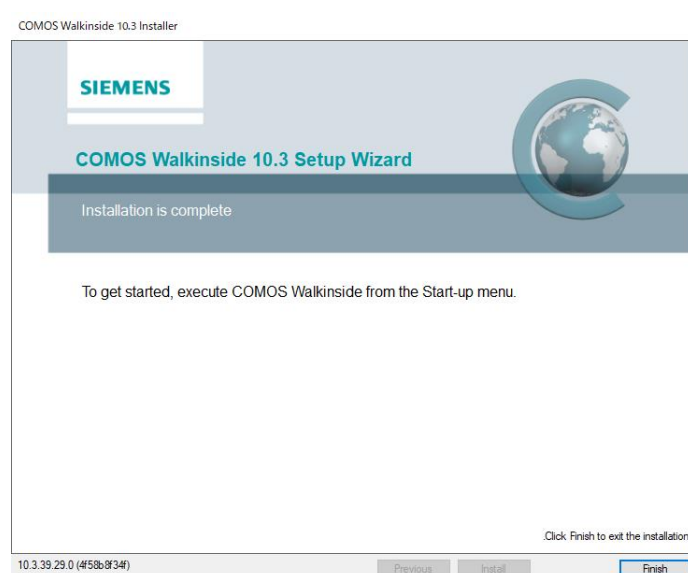 COMOS Walkinside 10.3 Installer
SIEMENS
COMOS Walkinside 10.3 Setup Wizard
Installation is complete
To get started, execute COMOS Walkinside from the Start-up menu.
.Click Finish to exit the installation
10.3.39.29.0 (4f58b8f34f)
Previous Install Finish